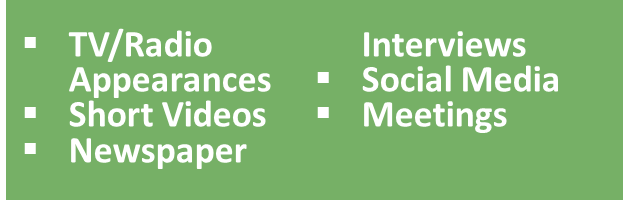 ▪ TV/Radio
Appearances
▪ Short Videos
▪ Newspaper
Interviews
▪ Social Media
▪ Meetings